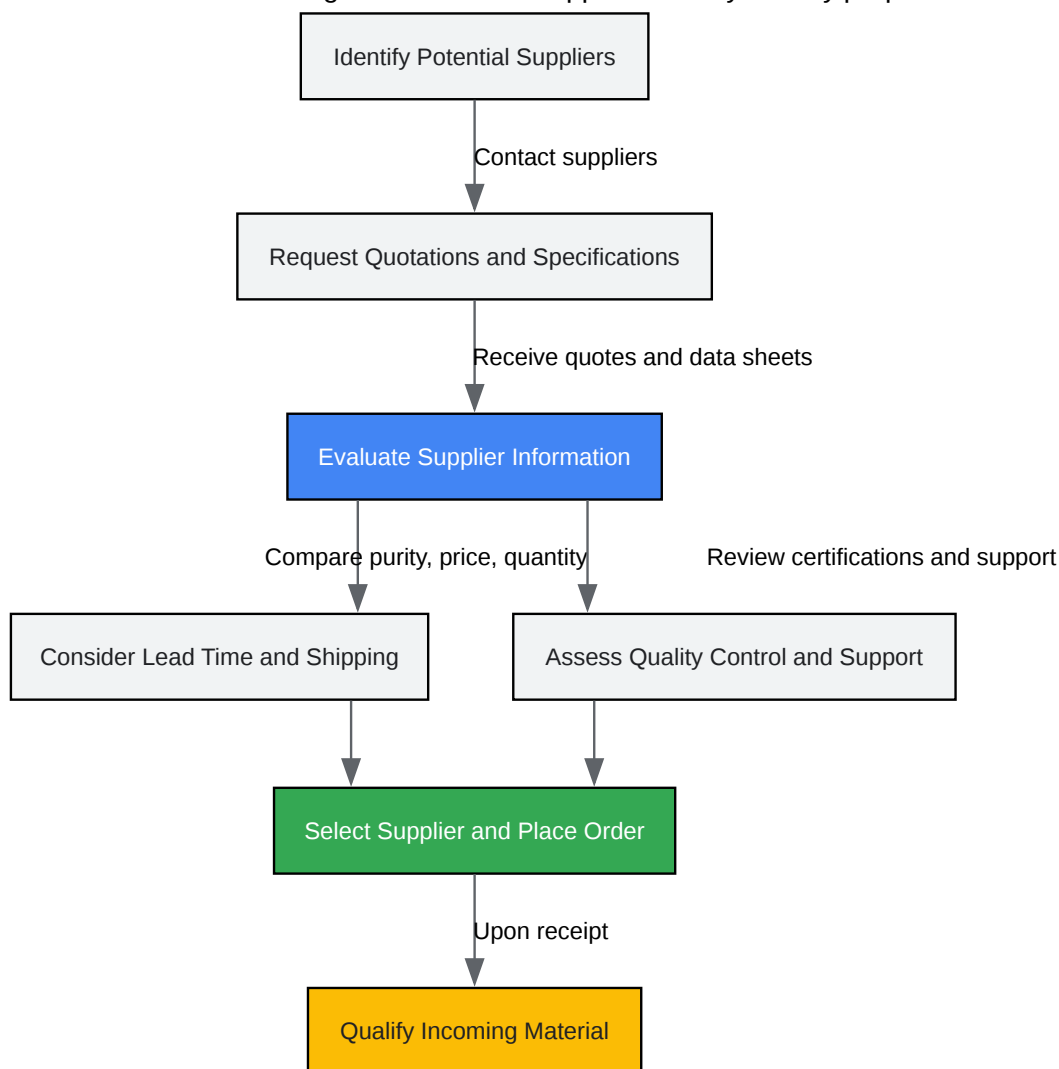 Identify Potential Suppliers
Contact suppliers
Request Quotations and Specifications
Receive quotes and data sheets
Evaluate Supplier Information
Compare purity, price, quantity
Review certifications and support
Consider Lead Time and Shipping
Assess Quality Control and Support
Select Supplier and Place Order
Upon receipt
Qualify Incoming Material